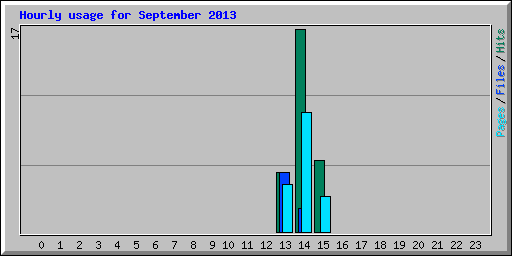 Hourly usage for September 2013
17
Pages/Files/Hits
0 1 2 3 4 5 6 7 8 9 10 11 12 13 14 15 16 17 18 19 20 21 22 23